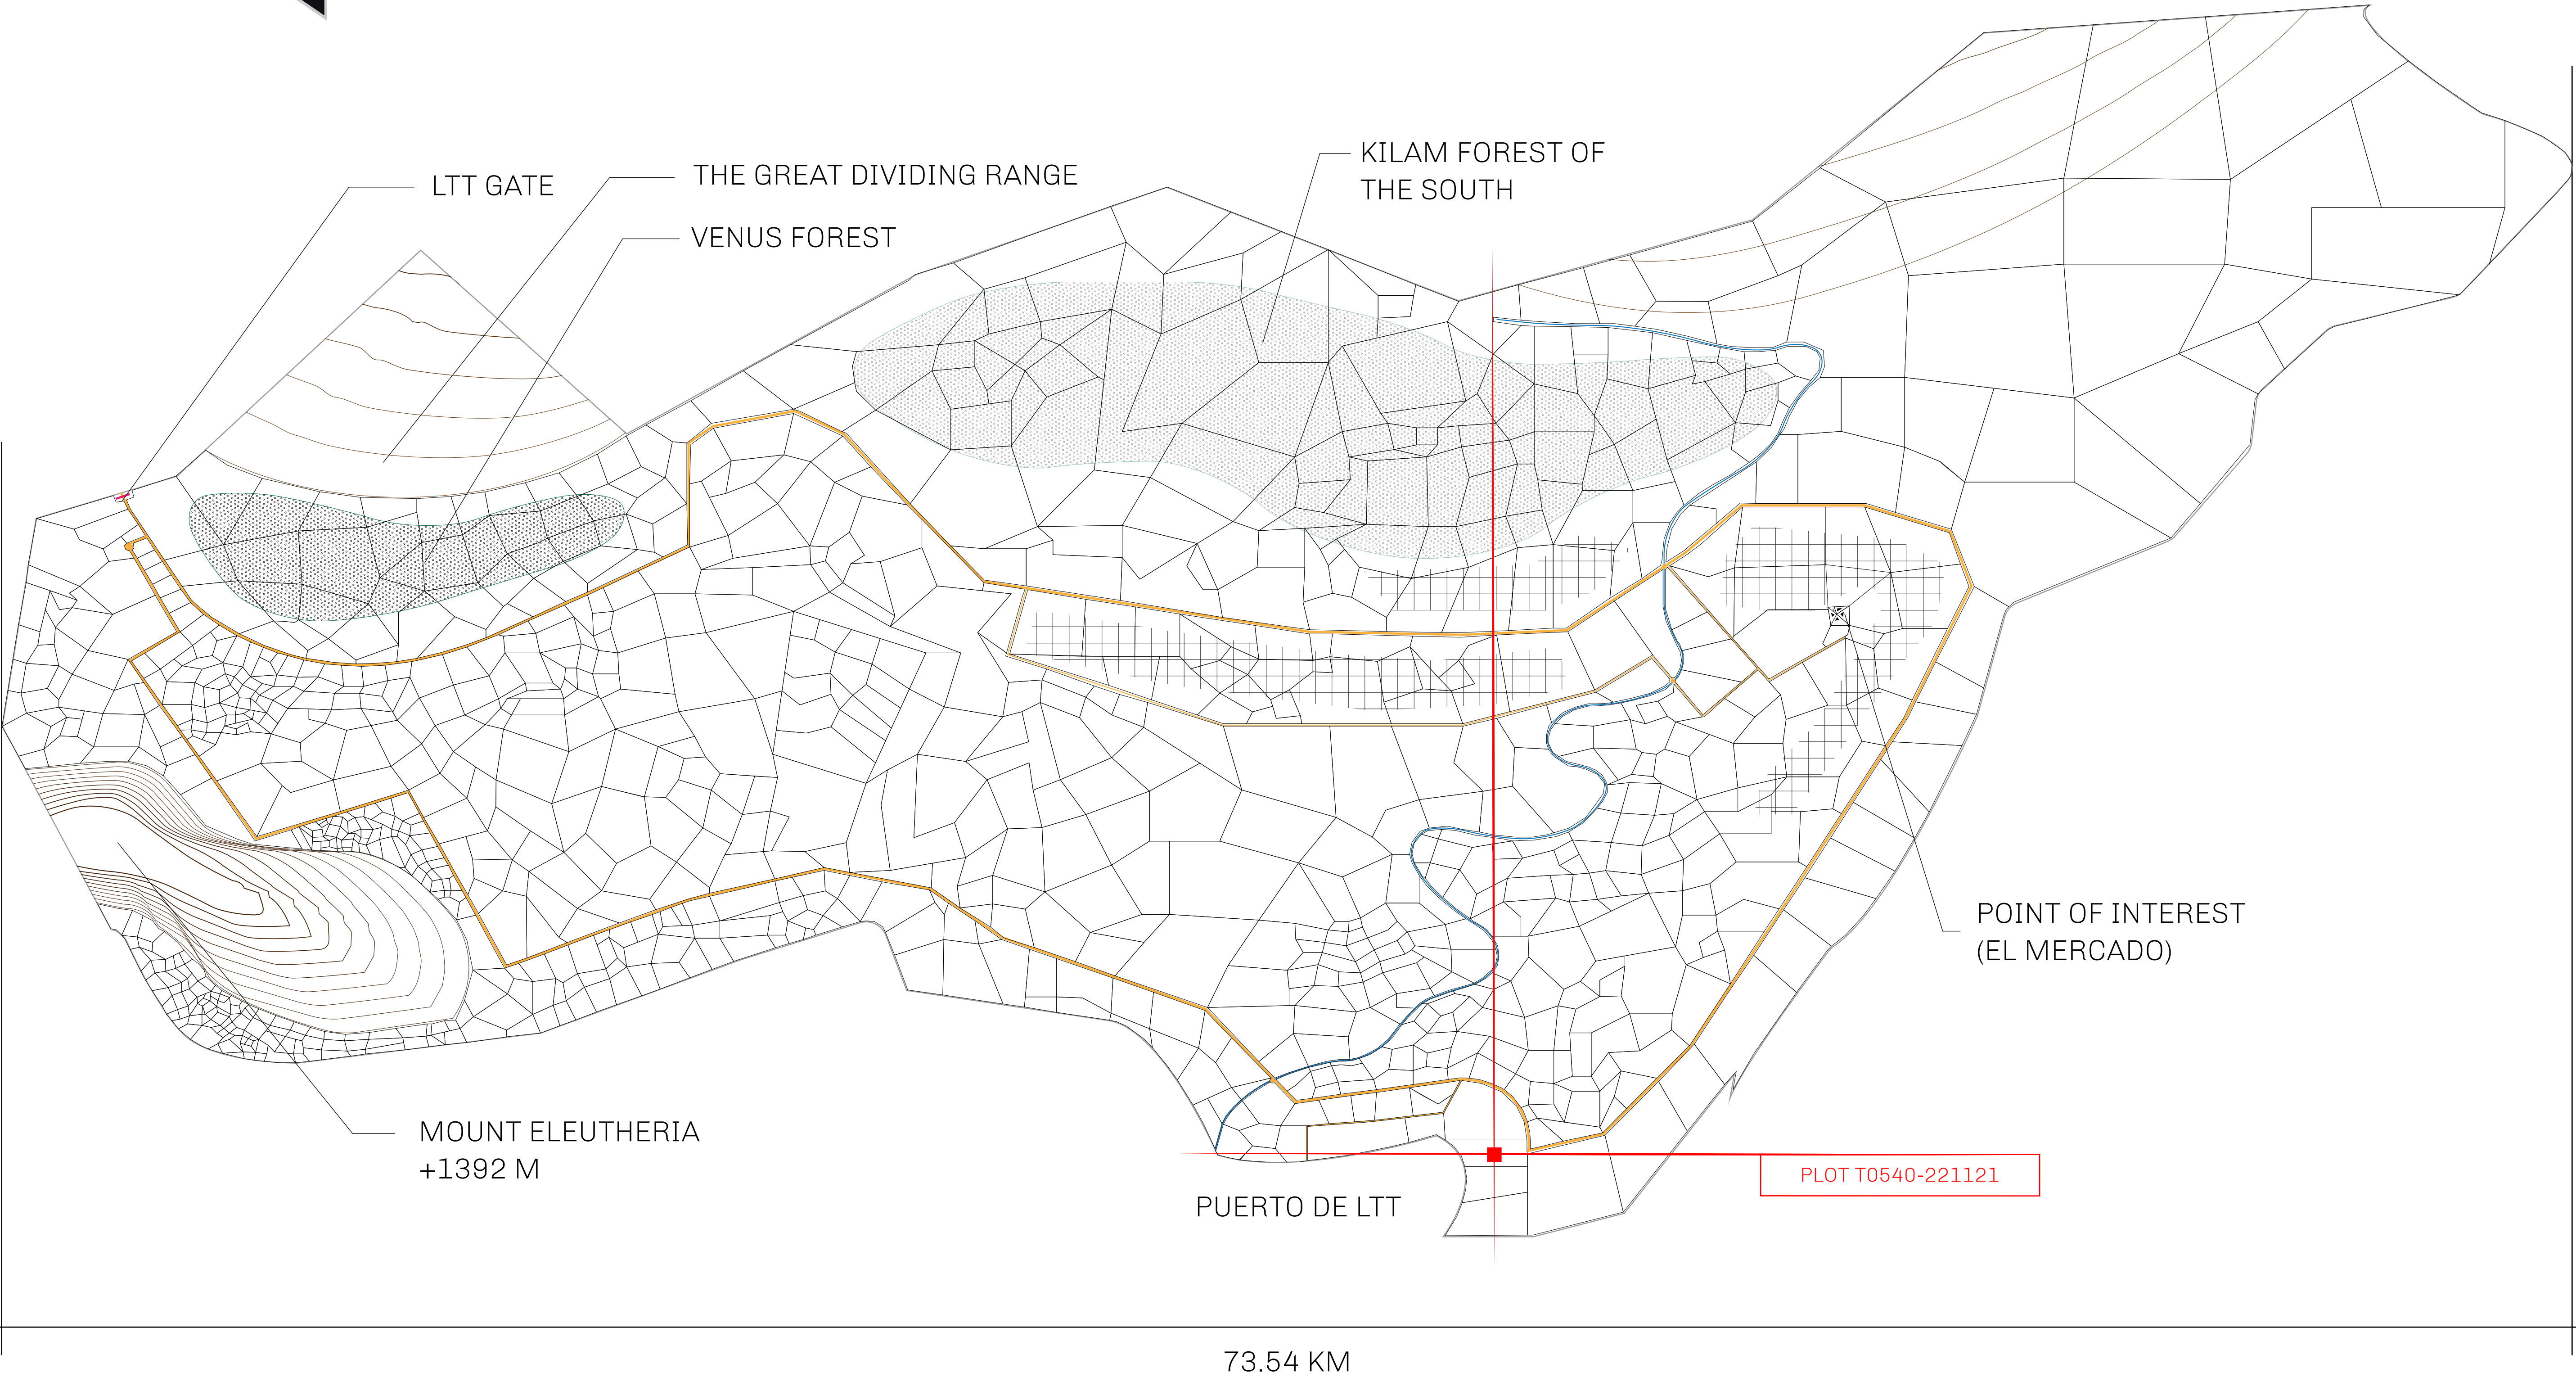 KILAM FOREST OF
THE SOUTH
THE GREAT DIVIDING RANGE
LTT GATE
VENUS FOREST
POINT OF INTEREST
(EL MERCADO)
MOUNT ELEUTHERIA
+1392 M
PLOT T0540-221121
PUERTO DE LTT
73.54 KM